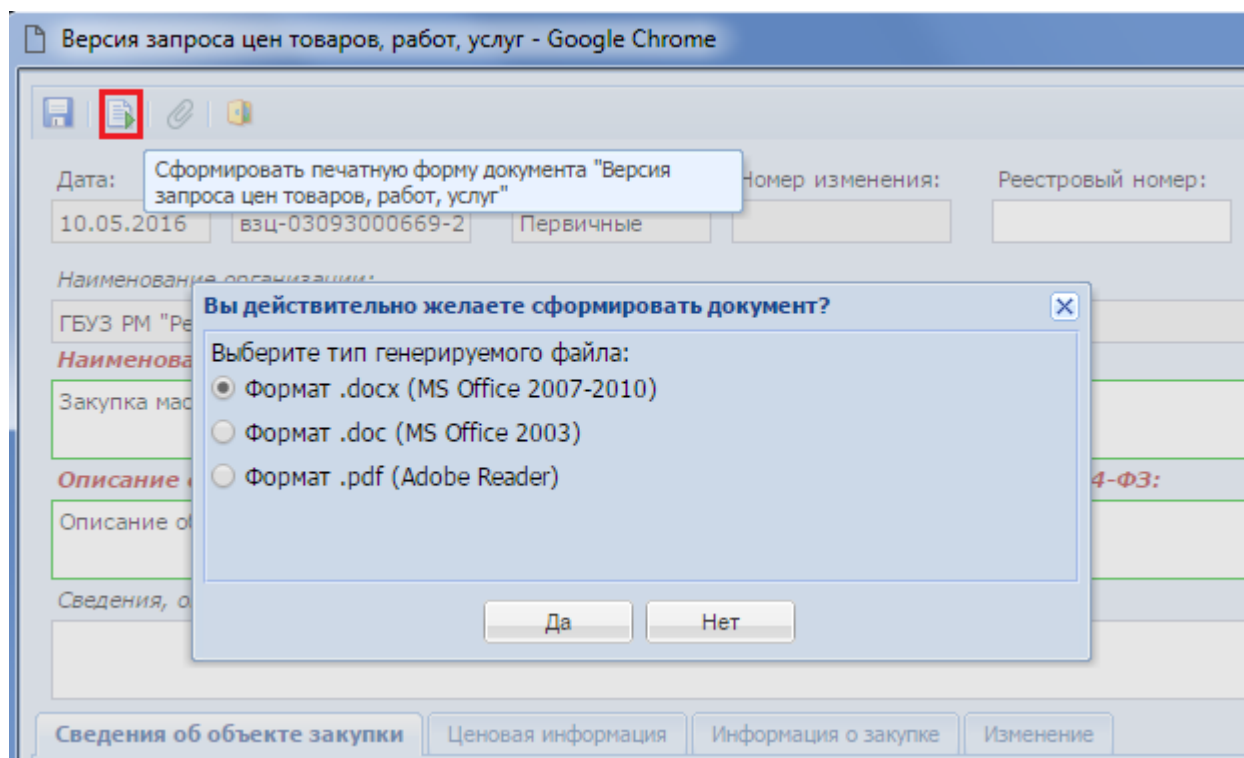 Версия запроса цен товаров, работ, услуг - Google Chrome
Сформировать печатную форму документа "Версия
запроса цен товаров, работ, услуг"
Дата:
Номер изменения:
Реестровый номер:
10.05.2016
взц-03093000669-2
Первичные
Наименование организации:
ГБУЗ РМ "Ре
Вы действительно желаете сформировать документ?
Выберите тип генерируемого файла:
Формат .docx (MS Office 2007-2010)
Формат .doc (MS Office 2003)
Формат .pdf (Adobe Reader)
Да
Нет
Наименова
Закупка мас
Описание
4-ФЗ:
Описание об
Сведения, о
Сведения об объекте закупки
Ценовая информация
Информация о закупке
Изменение